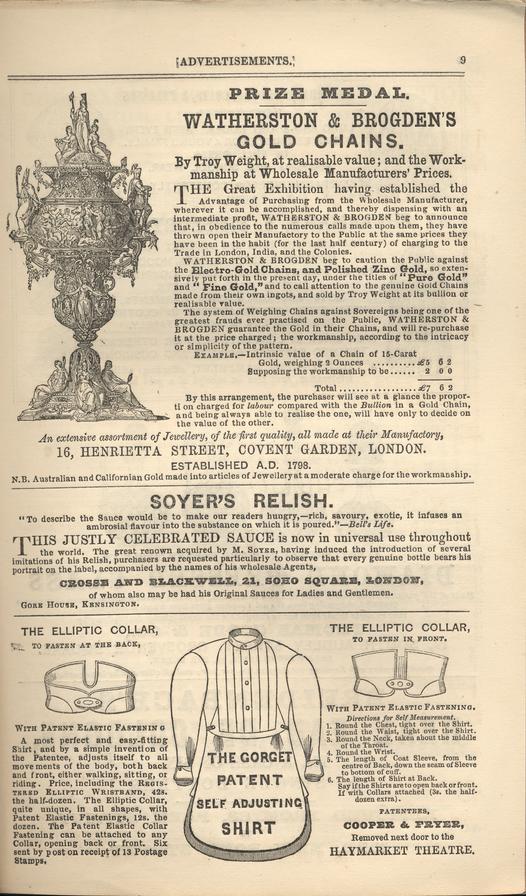 [ADVERTISEMENTS.]
9
PRIZE MEDAL.
WATHERSTON & BROGDEN'S
GOLD CHAINS.
By Troy Weight, at realisable value; and the Work-
manship at Wholesale Manufacturers' Prices.
THE Great Exhibition having established the
Advantage of Purchasing from the Wholesale Manufacturer,
wherever it can be accomplished, and thereby dispensing with an
intermediate profit, WATHERSTON & BROGDEN beg to announce
that, in obedience to the numerous calls made upon them, they have
thrown open their Manufactory to the Public at the same prices they
have been in the habit (for the last half century) of charging to the
Trade in London, India, and the Colonies.
WATHERSTON & BROGDEN beg to caution the Public against
the Electro-Gold Chains, and Polished Zinc Gold, so exten-
sively put forth in the present day, under the titles of "Pure Gold"
and "Fine Gold," and to call attention to the genuine Gold Chains
made from their own ingots, and sold by Troy Weight at its bullion or
realisable value.
The system of Weighing Chains against Sovereigns being one of the
greatest frauds ever practised on the Public, WATHERSTON &
BROGDEN guarantee the Gold in their Chains, and will re-purchase
it at the price charged; the workmanship, according to the intricacy
or simplicity of the pattern.
EXAMPLE.—Intrinsic value of a Chain of 15-Carat
Gold, weighing 2 Ounces .......... £5 6 2
Supposing the workmanship to be ...... 2 0 0
Total ................ £7 6 2
By this arrangement, the purchaser will see at a glance the propor-
tion charged for labour compared with the Bullion in a Gold Chain,
and being always able to realise the one, will have only to decide on
the value of the other.
An extensive assortment of Jewellery, of the first quality, all made at their Manufactory,
16, HENRIETTA STREET, COVENT GARDEN, LONDON.
ESTABLISHED A.D. 1798.
N.B. Australian and Californian Gold made into articles of Jewellery at a moderate charge for the workmanship.
SOYER'S RELISH.
"To describe the Sauce would be to make our readers hungry,—rich, savoury, exotic, it infuses an
ambrosial flavour into the substance on which it is poured."—Bell's Life.
THIS JUSTLY CELEBRATED SAUCE is now in universal use throughout
the world. The great renown acquired by M. SOYER, having induced the introduction of several
imitations of his Relish, purchasers are requested particularly to observe that every genuine bottle bears his
portrait on the label, accompanied by the names of his wholesale Agents,
CROSSE AND BLACKWELL, 21, SOHO SQUARE, LONDON,
of whom also may be had his Original Sauces for Ladies and Gentlemen.
GORE HOUSE, KENSINGTON.
THE ELLIPTIC COLLAR,
TO FASTEN AT THE BACK,
WITH PATENT ELASTIC FASTENING
A most perfect and easy-fitting
Shirt, and by a simple invention of
the Patentee, adjusts itself to all
movements of the body, both back
and front, either walking, sitting, or
riding. Price, including the REGIS-
TERED ELLIPTIC WRISTBAND, 42s.
the half-dozen. The Elliptic Collar,
quite unique, in all shapes, with
Patent Elastic Fastenings, 12s. the
dozen. The Patent Elastic Collar
Fastening can be attached to any
Collar, opening back or front. Six
sent by post on receipt of 13 Postage
Stamps.
THE GORGET
PATENT
SELF ADJUSTING
SHIRT
THE ELLIPTIC COLLAR,
TO FASTEN IN FRONT.
WITH PATENT ELASTIC FASTENING.
Directions for Self Measurement.
1. Round the Chest, tight over the Shirt.
2. Round the Waist, tight over the Shirt.
3. Round the Neck, taken about the middle
of the Throat.
4. Round the Wrist.
5. The length of Coat Sleeve, from the
centre of Back, down the seam of Sleeve
to bottom of cuff.
6. The length of Shirt at Back.
Say if the Shirts are to open back or front.
If with Collars attached (3s. the half-
dozen extra).
PATENTEES,
COOPER & FRYER,
Removed next door to the
HAYMARKET THEATRE.